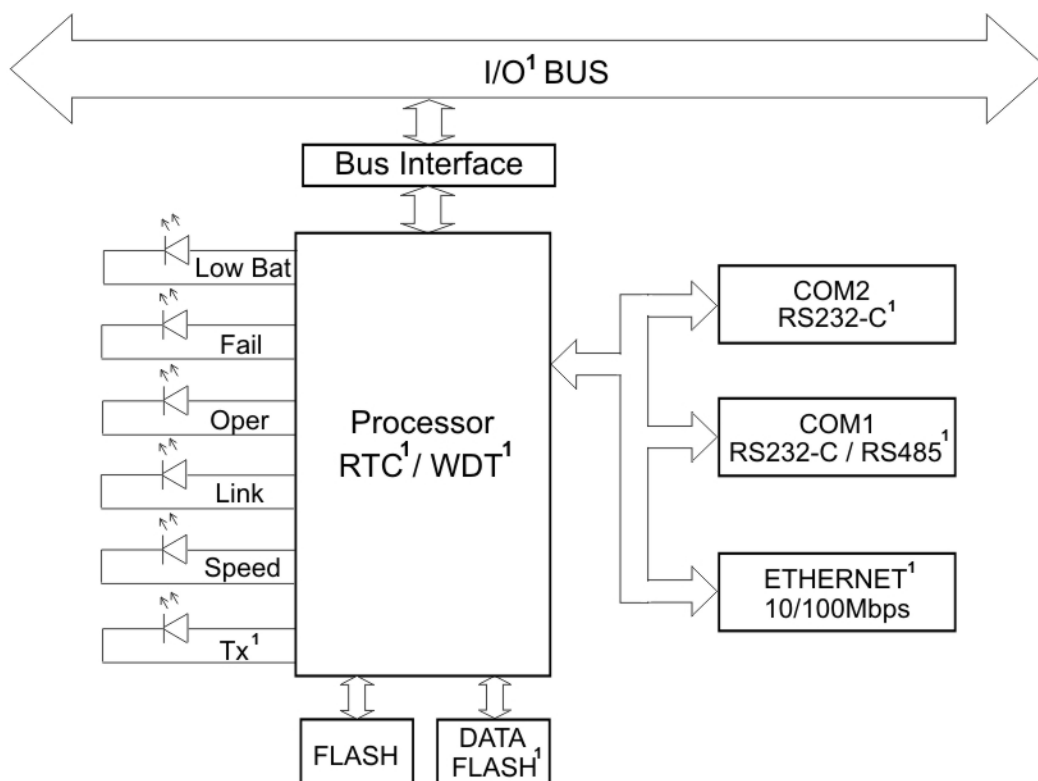 I/O¹ BUS
Bus Interface
Low Bat
Fail
Oper
Link
Speed
Tx¹
Processor
RTC¹/ WDT¹
COM2
RS232-C¹
COM1
RS232-C / RS485¹
ETHERNET¹
10/100Mbps
FLASH
DATA
FLASH¹